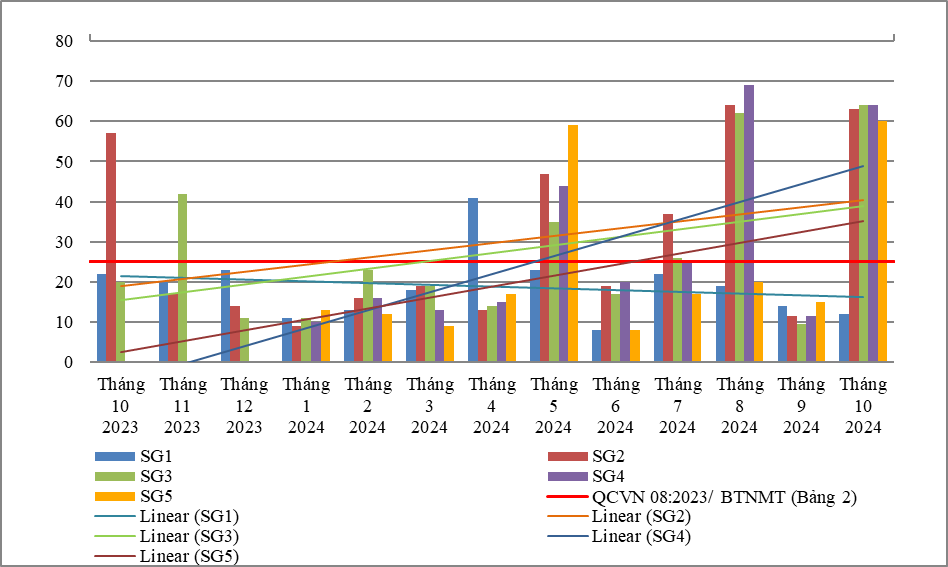 80
70
60
50
40
30
20
10
0
Tháng 10 2023
Tháng 11 2023
Tháng 12 2023
Tháng 1 2024
Tháng 2 2024
Tháng 3 2024
Tháng 4 2024
Tháng 5 2024
Tháng 6 2024
Tháng 7 2024
Tháng 8 2024
Tháng 9 2024
Tháng 10 2024
SG1
SG2
SG3
SG4
SG5
QCVN 08:2023/ BTNMT (Bảng 2)
Linear (SG1)
Linear (SG2)
Linear (SG3)
Linear (SG4)
Linear (SG5)